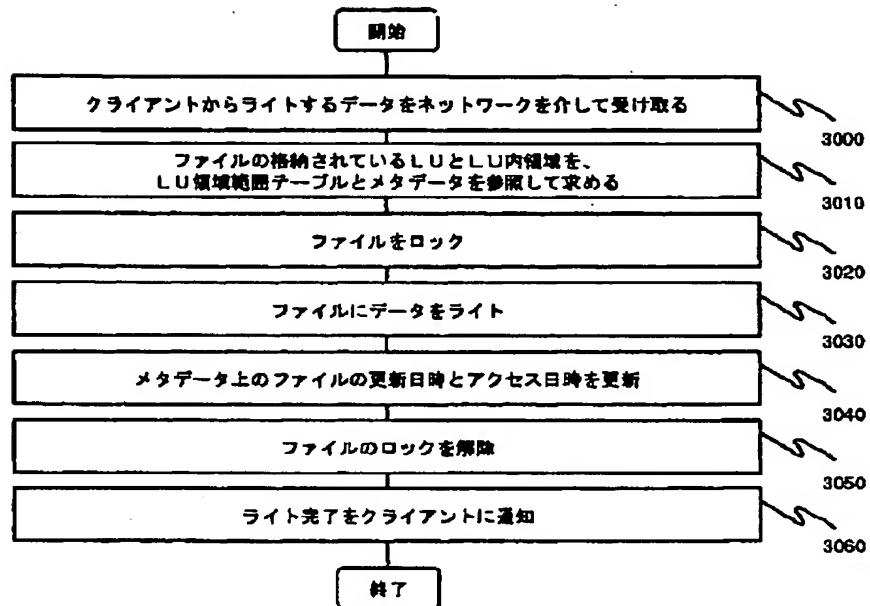 開始
クライアントからライトするデータをネットワークを介して受け取る
3000
ファイルの格納されているLUとLU内領域を、
LU領域範囲テーブルとメタデータを参照して求める
3010
ファイルをロック
3020
ファイルにデータをライト
3030
メタデータ上のファイルの更新日時とアクセス日時を更新
3040
ファイルのロックを解除
3050
ライト完了をクライアントに通知
3060
終了